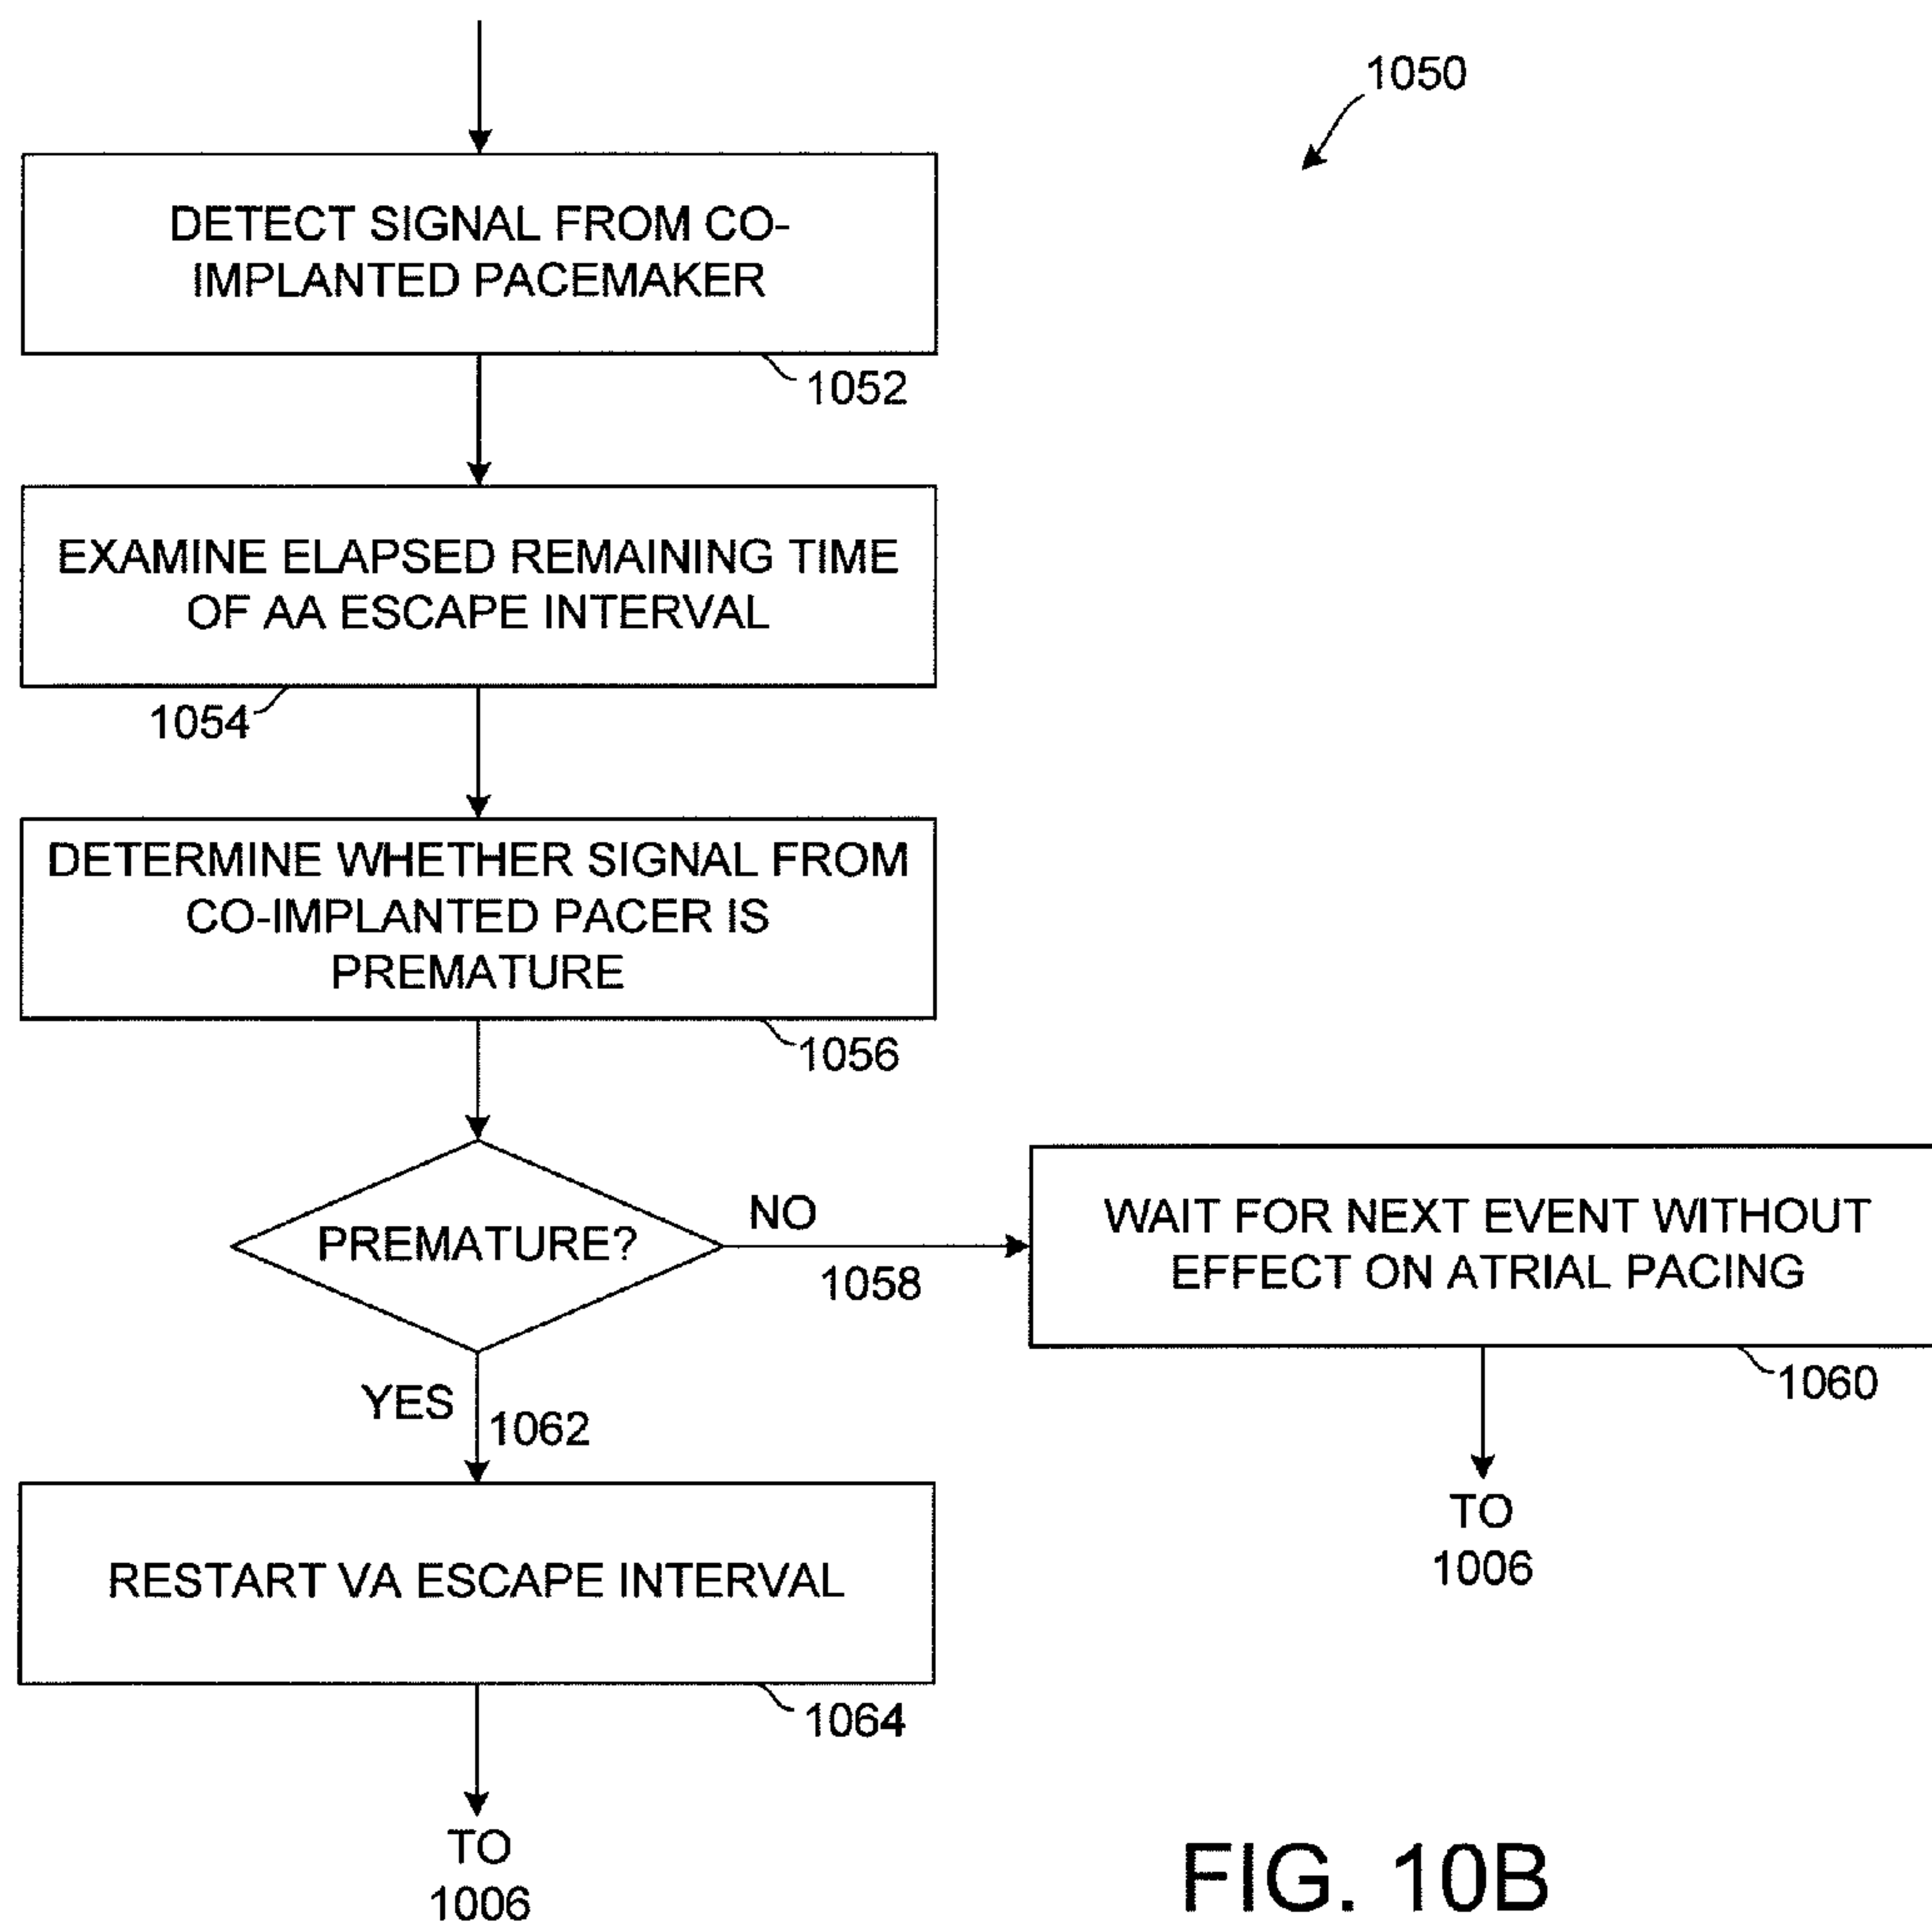 1050
DETECT SIGNAL FROM CO-
IMPLANTED PACEMAKER
1052
EXAMINE ELAPSED REMAINING TIME
OF AA ESCAPE INTERVAL
1054
DETERMINE WHETHER SIGNAL FROM
CO-IMPLANTED PACER IS
PREMATURE
1056
PREMATURE?
NO
1058
WAIT FOR NEXT EVENT WITHOUT
EFFECT ON ATRIAL PACING
1060
TO
1006
YES
1062
RESTART VA ESCAPE INTERVAL
1064
TO
1006
FIG. 10B